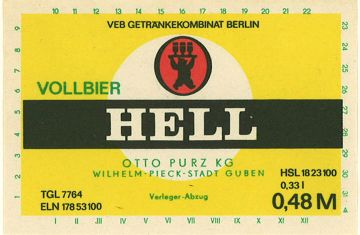 10 11 12 13 14 15 16 17 18 19 20 21 22
VEB GETRÄNKEKOMBINAT BERLIN
VOLLBIER
HELL
OTTO PURZ KG
WILHELM-PIECK-STADT GUBEN
HSL 18 23 100
0,33 l
0,48 M
TGL 7764
ELN 178 53 100
Verleger-Abzug
I II III IV V VI VII VIII IX X XI XII